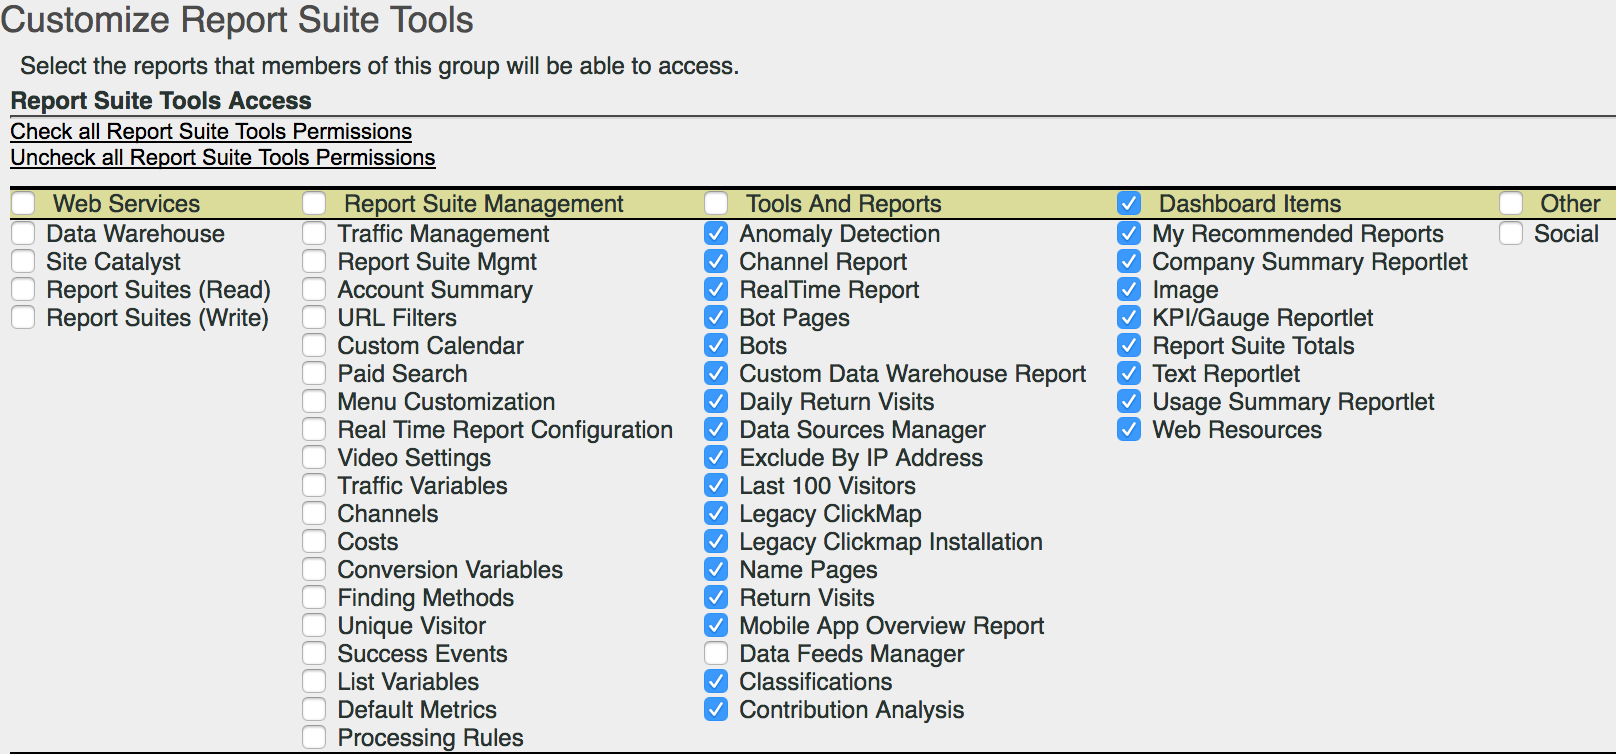 Customize Report Suite Tools
Select the reports that members of this group will be able to access.
Report Suite Tools Access
Check all Report Suite Tools Permissions
Uncheck all Report Suite Tools Permissions
Web Services
Data Warehouse
Site Catalyst
Report Suites (Read)
Report Suites (Write)
Report Suite Management
Traffic Management
Report Suite Mgmt
Account Summary
URL Filters
Custom Calendar
Paid Search
Menu Customization
Real Time Report Configuration
Video Settings
Traffic Variables
Channels
Costs
Conversion Variables
Finding Methods
Unique Visitor
Success Events
List Variables
Default Metrics
Processing Rules
Tools And Reports
Anomaly Detection
Channel Report
RealTime Report
Bot Pages
Bots
Custom Data Warehouse Report
Daily Return Visits
Data Sources Manager
Exclude By IP Address
Last 100 Visitors
Legacy ClickMap
Legacy Clickmap Installation
Name Pages
Return Visits
Mobile App Overview Report
Data Feeds Manager
Classifications
Contribution Analysis
Dashboard Items
My Recommended Reports
Company Summary Reportlet
Image
KPI/Gauge Reportlet
Report Suite Totals
Text Reportlet
Usage Summary Reportlet
Web Resources
Other
Social